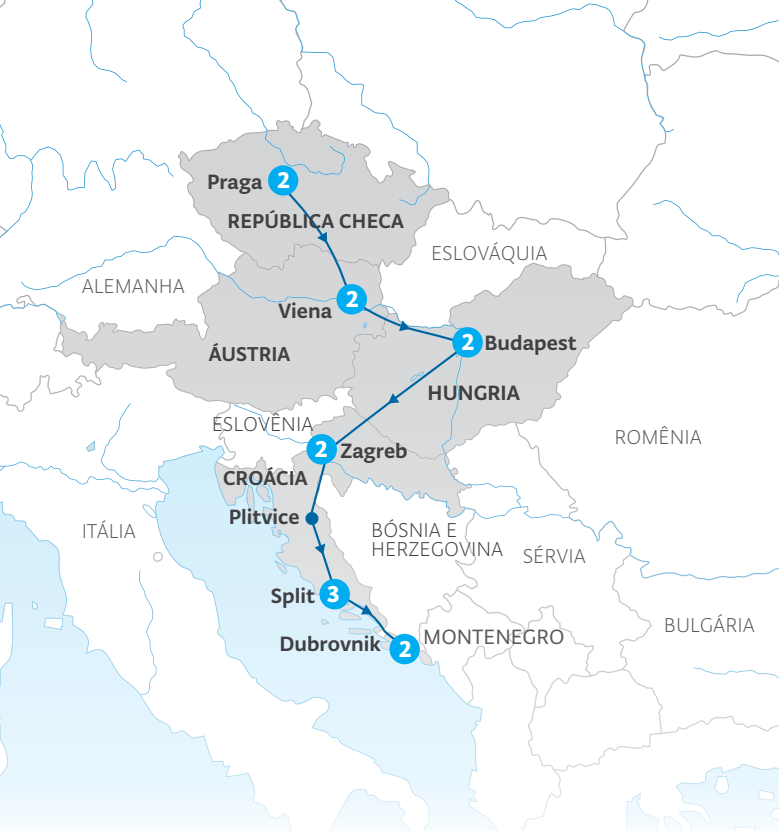 Praga 2
REPÚBLICA CHECA
ESLOVÁQUIA
ALEMANHA
Viena 2
2 Budapest
ÁUSTRIA
HUNGRIA
ESLOVÊNIA
ROMÊNIA
2 Zagreb
CROÁCIA
Plitvice
ITÁLIA
BÓSNIA E
HERZEGOVINA
SÉRVIA
Split 3
BULGÁRIA
MONTENEGRO
Dubrovnik 2